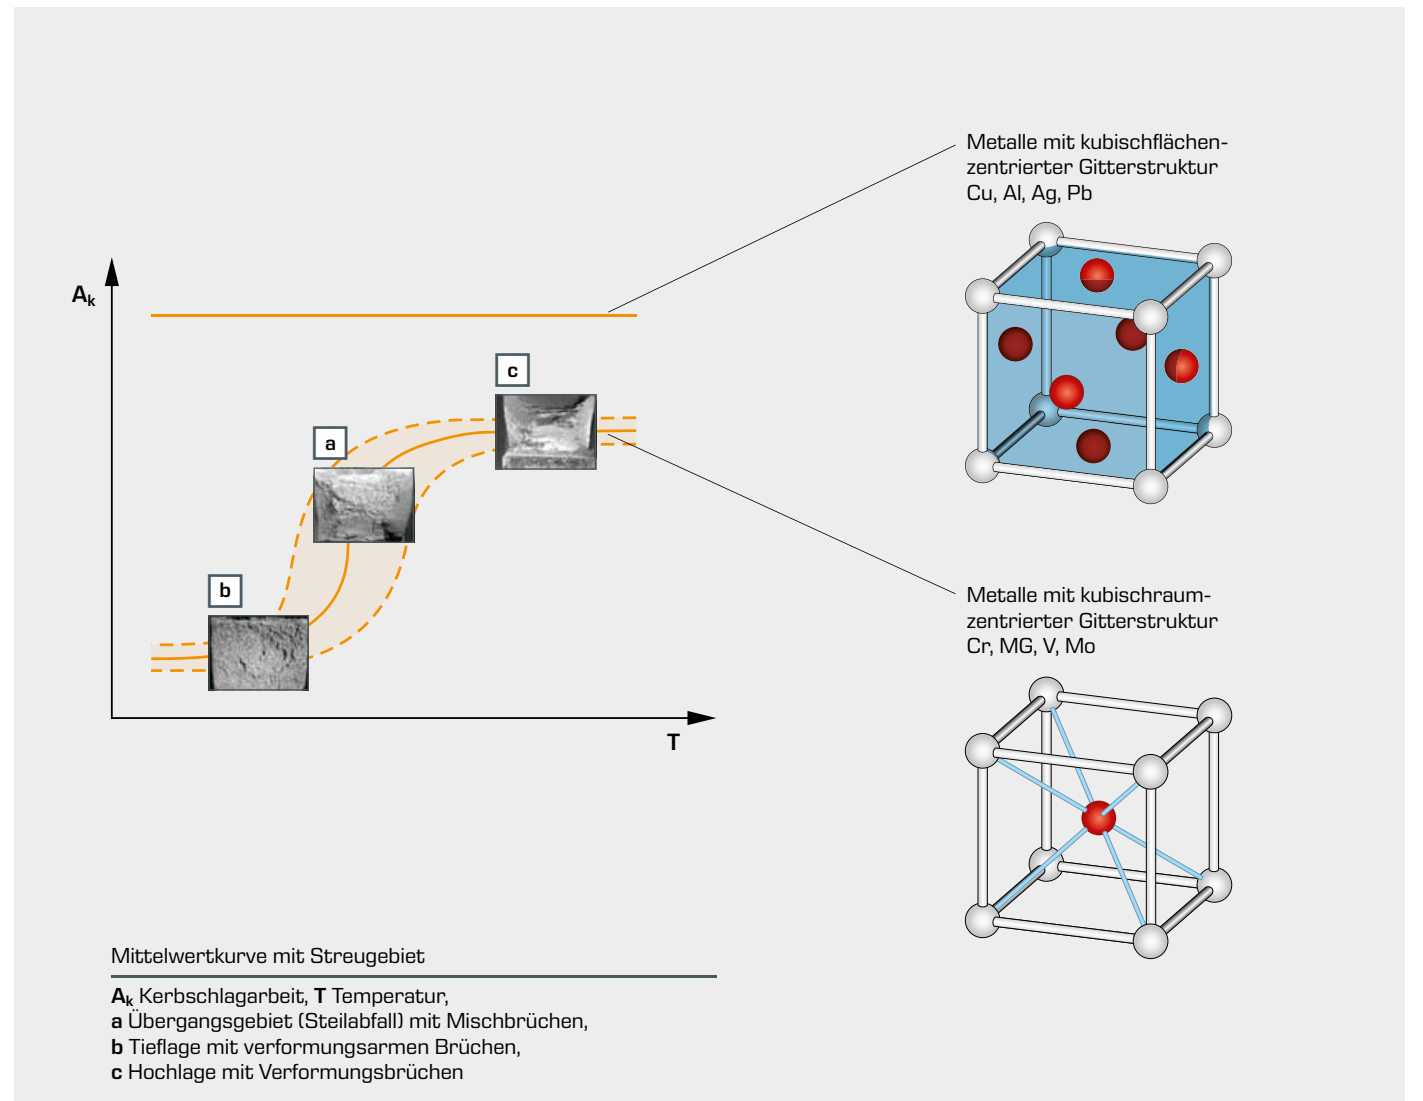 Metalle mit kubischflächen-
zentrierter Gitterstruktur
Cu, Al, Ag, Pb
Ak
c
a
b
T
Metalle mit kubischraum-
zentrierter Gitterstruktur
Cr, MG, V, Mo
Mittelwertkurve mit Streugebiet
Ak Kerbschlagarbeit, T Temperatur,
a Übergangsgebiet (Steilabfall) mit Mischbrüchen,
b Tieflage mit verformungsarmen Brüchen,
c Hochlage mit Verformungsbrüchen